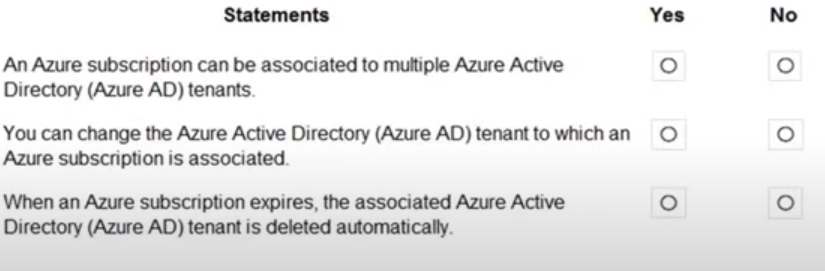 Statements Yes No
An Azure subscription can be associated to multiple Azure Active
Directory (Azure AD) tenants.
You can change the Azure Active Directory (Azure AD) tenant to which an
Azure subscription is associated.
When an Azure subscription expires, the associated Azure Active
Directory (Azure AD) tenant is deleted automatically.